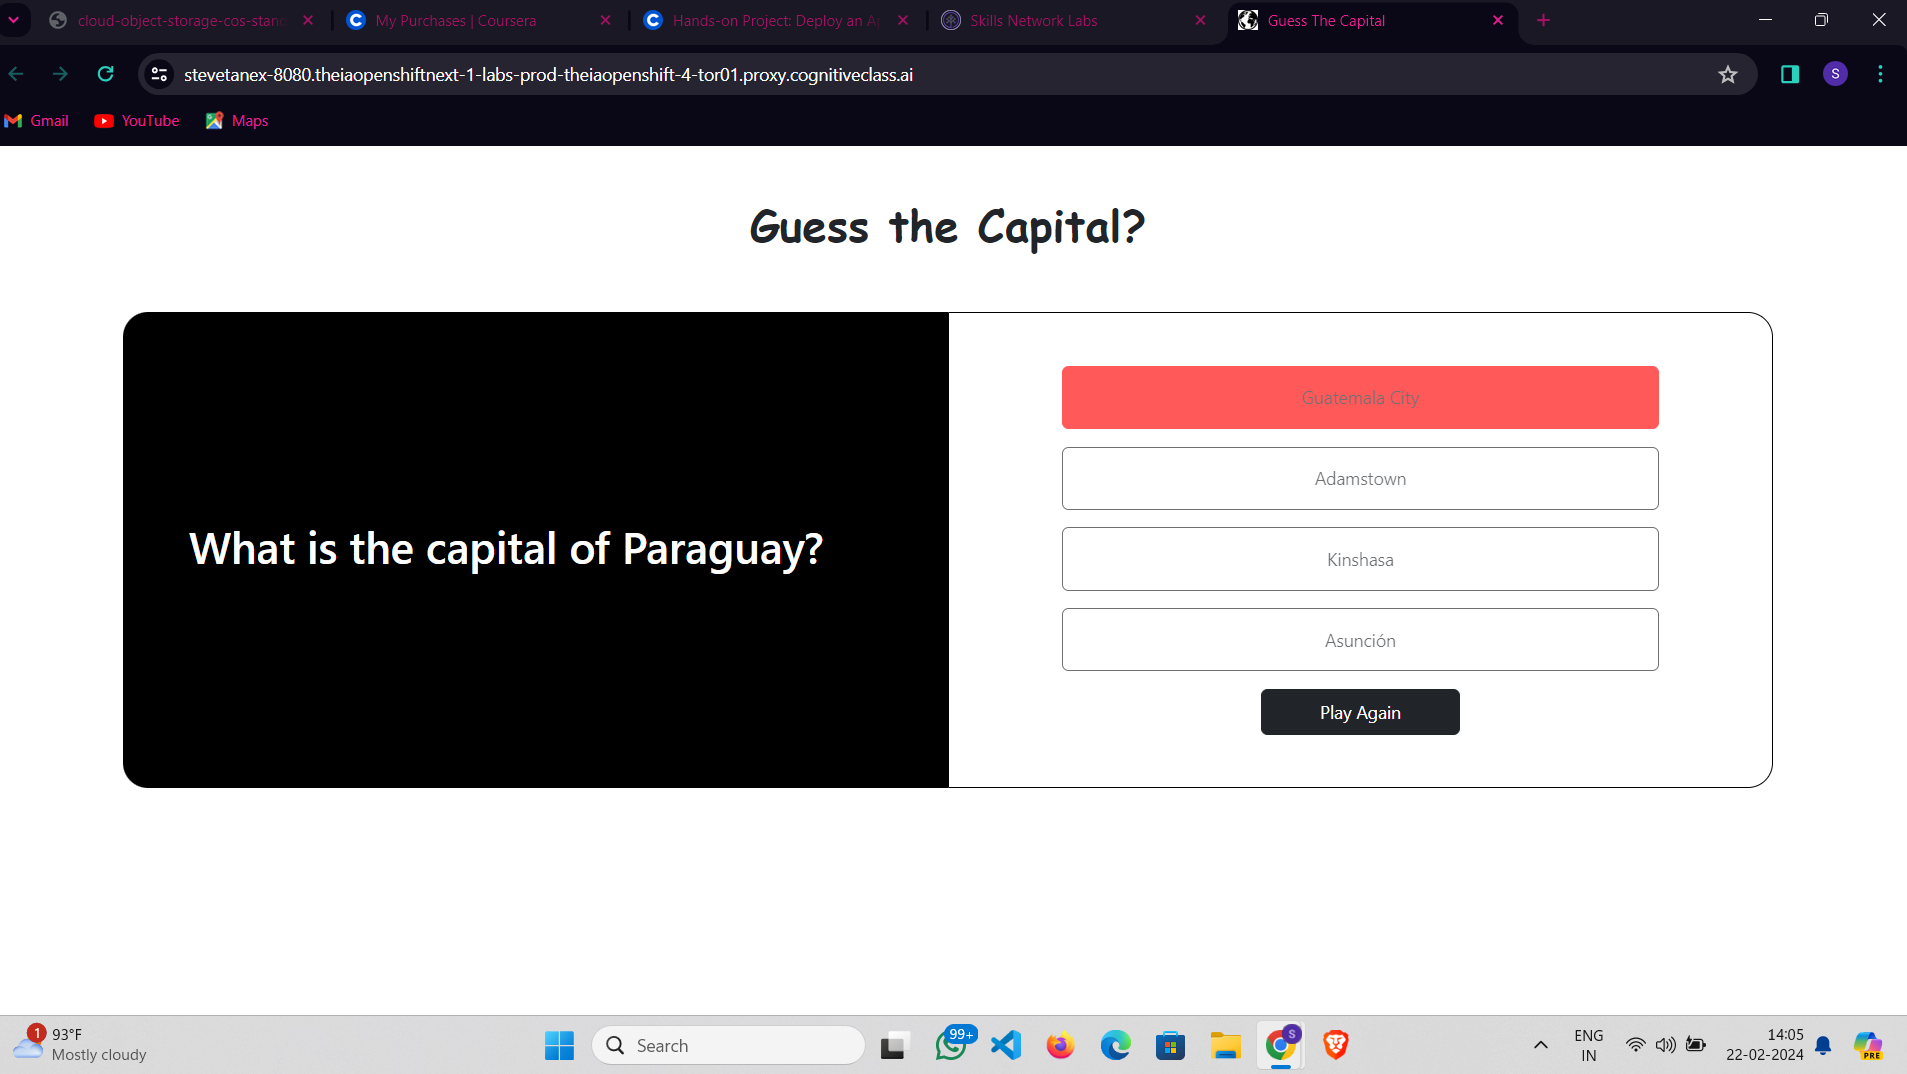 cloud-object-storage-cos-stand
My Purchases | Coursera
Hands-on Project: Deploy an Ap
Skills Network Labs
Guess The Capital
stevetanex-8080.theiaopenshiftnext-1-labs-prod-theiaopenshift-4-tor01.proxy.cognitiveclass.ai
S
Gmail
YouTube
Maps
Guess the Capital?
What is the capital of Paraguay?
Guatemala City
Adamstown
Kinshasa
Asunción
Play Again
1
93°F
Mostly cloudy
Search
99+
S
ENG
IN
14:05
22-02-2024
PRE